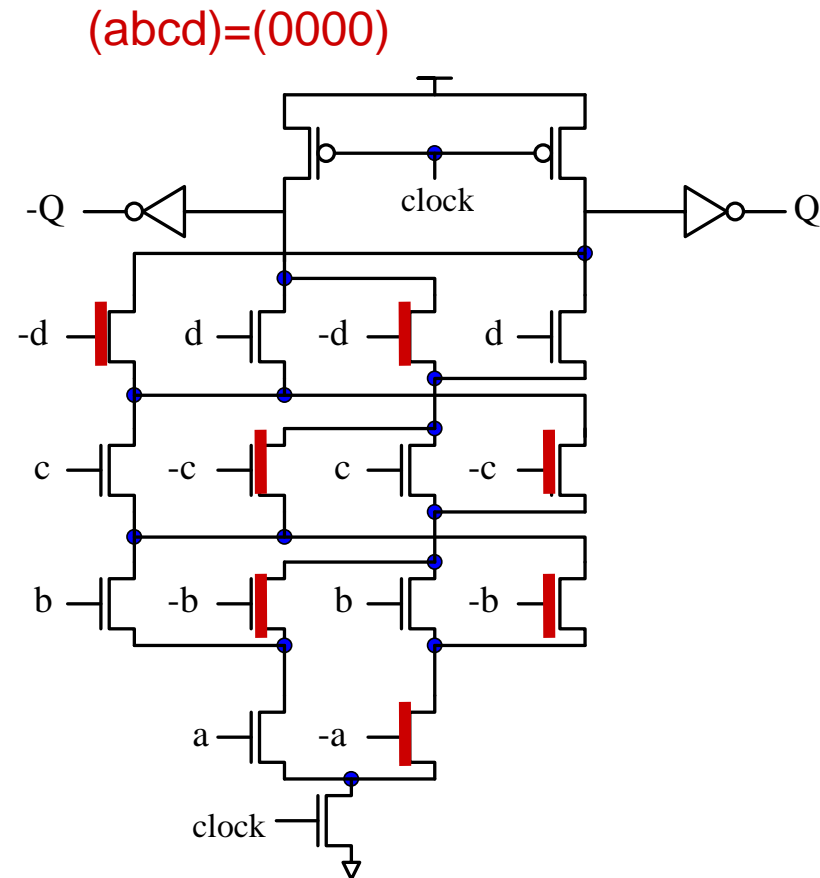 (abcd)=(0000)
clock
-Q Q
-d d -d d
c -c c -c
b -b b -b
a -a
clock